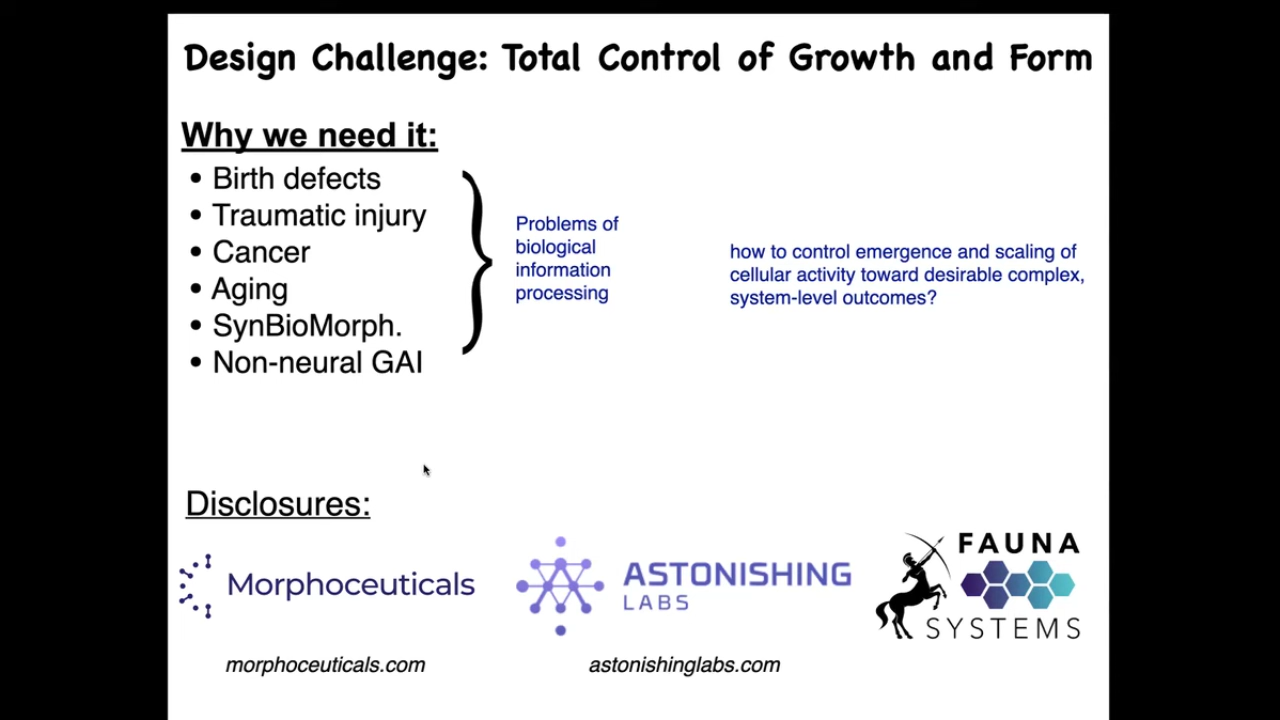 Design Challenge: Total Control of Growth and Form
Why we need it:
• Birth defects
• Traumatic injury
• Cancer
• Aging
• SynBioMorph.
• Non-neural GAI
Problems of
biological
information
processing
how to control emergence and scaling of
cellular activity toward desirable complex,
system-level outcomes?
Disclosures:
Morphoceuticals
morphoceuticals.com
ASTONISHING
LABS
astonishinglabs.com
FAUNA
SYSTEMS